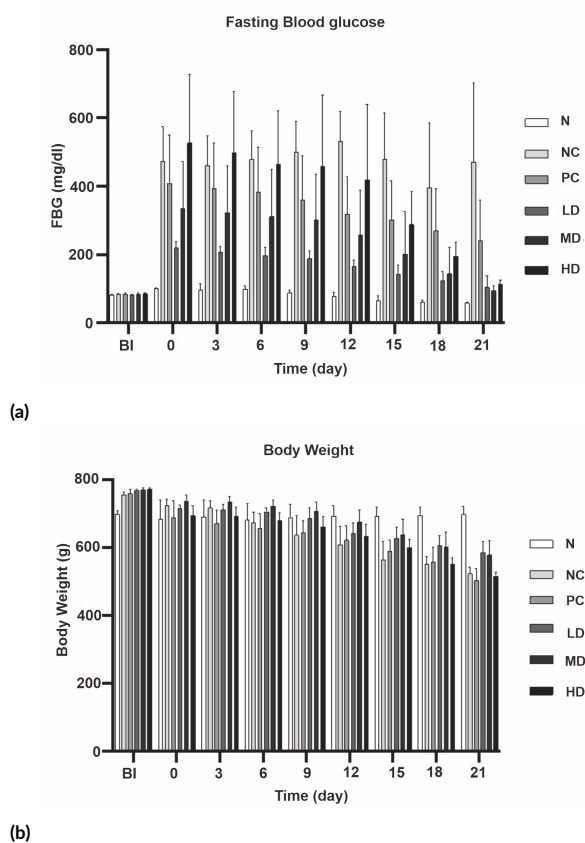 Fasting Blood glucose
800
600
400
200
0
FBG (mg/dl)
BI 0 3 6 9 12 15 18 21
Time (day)
N
NC
PC
LD
MD
HD
(a)
Body Weight
800
600
400
200
0
Body Weight (g)
BI 0 3 6 9 12 15 18 21
Time (day)
N
NC
PC
LD
MD
HD
(b)